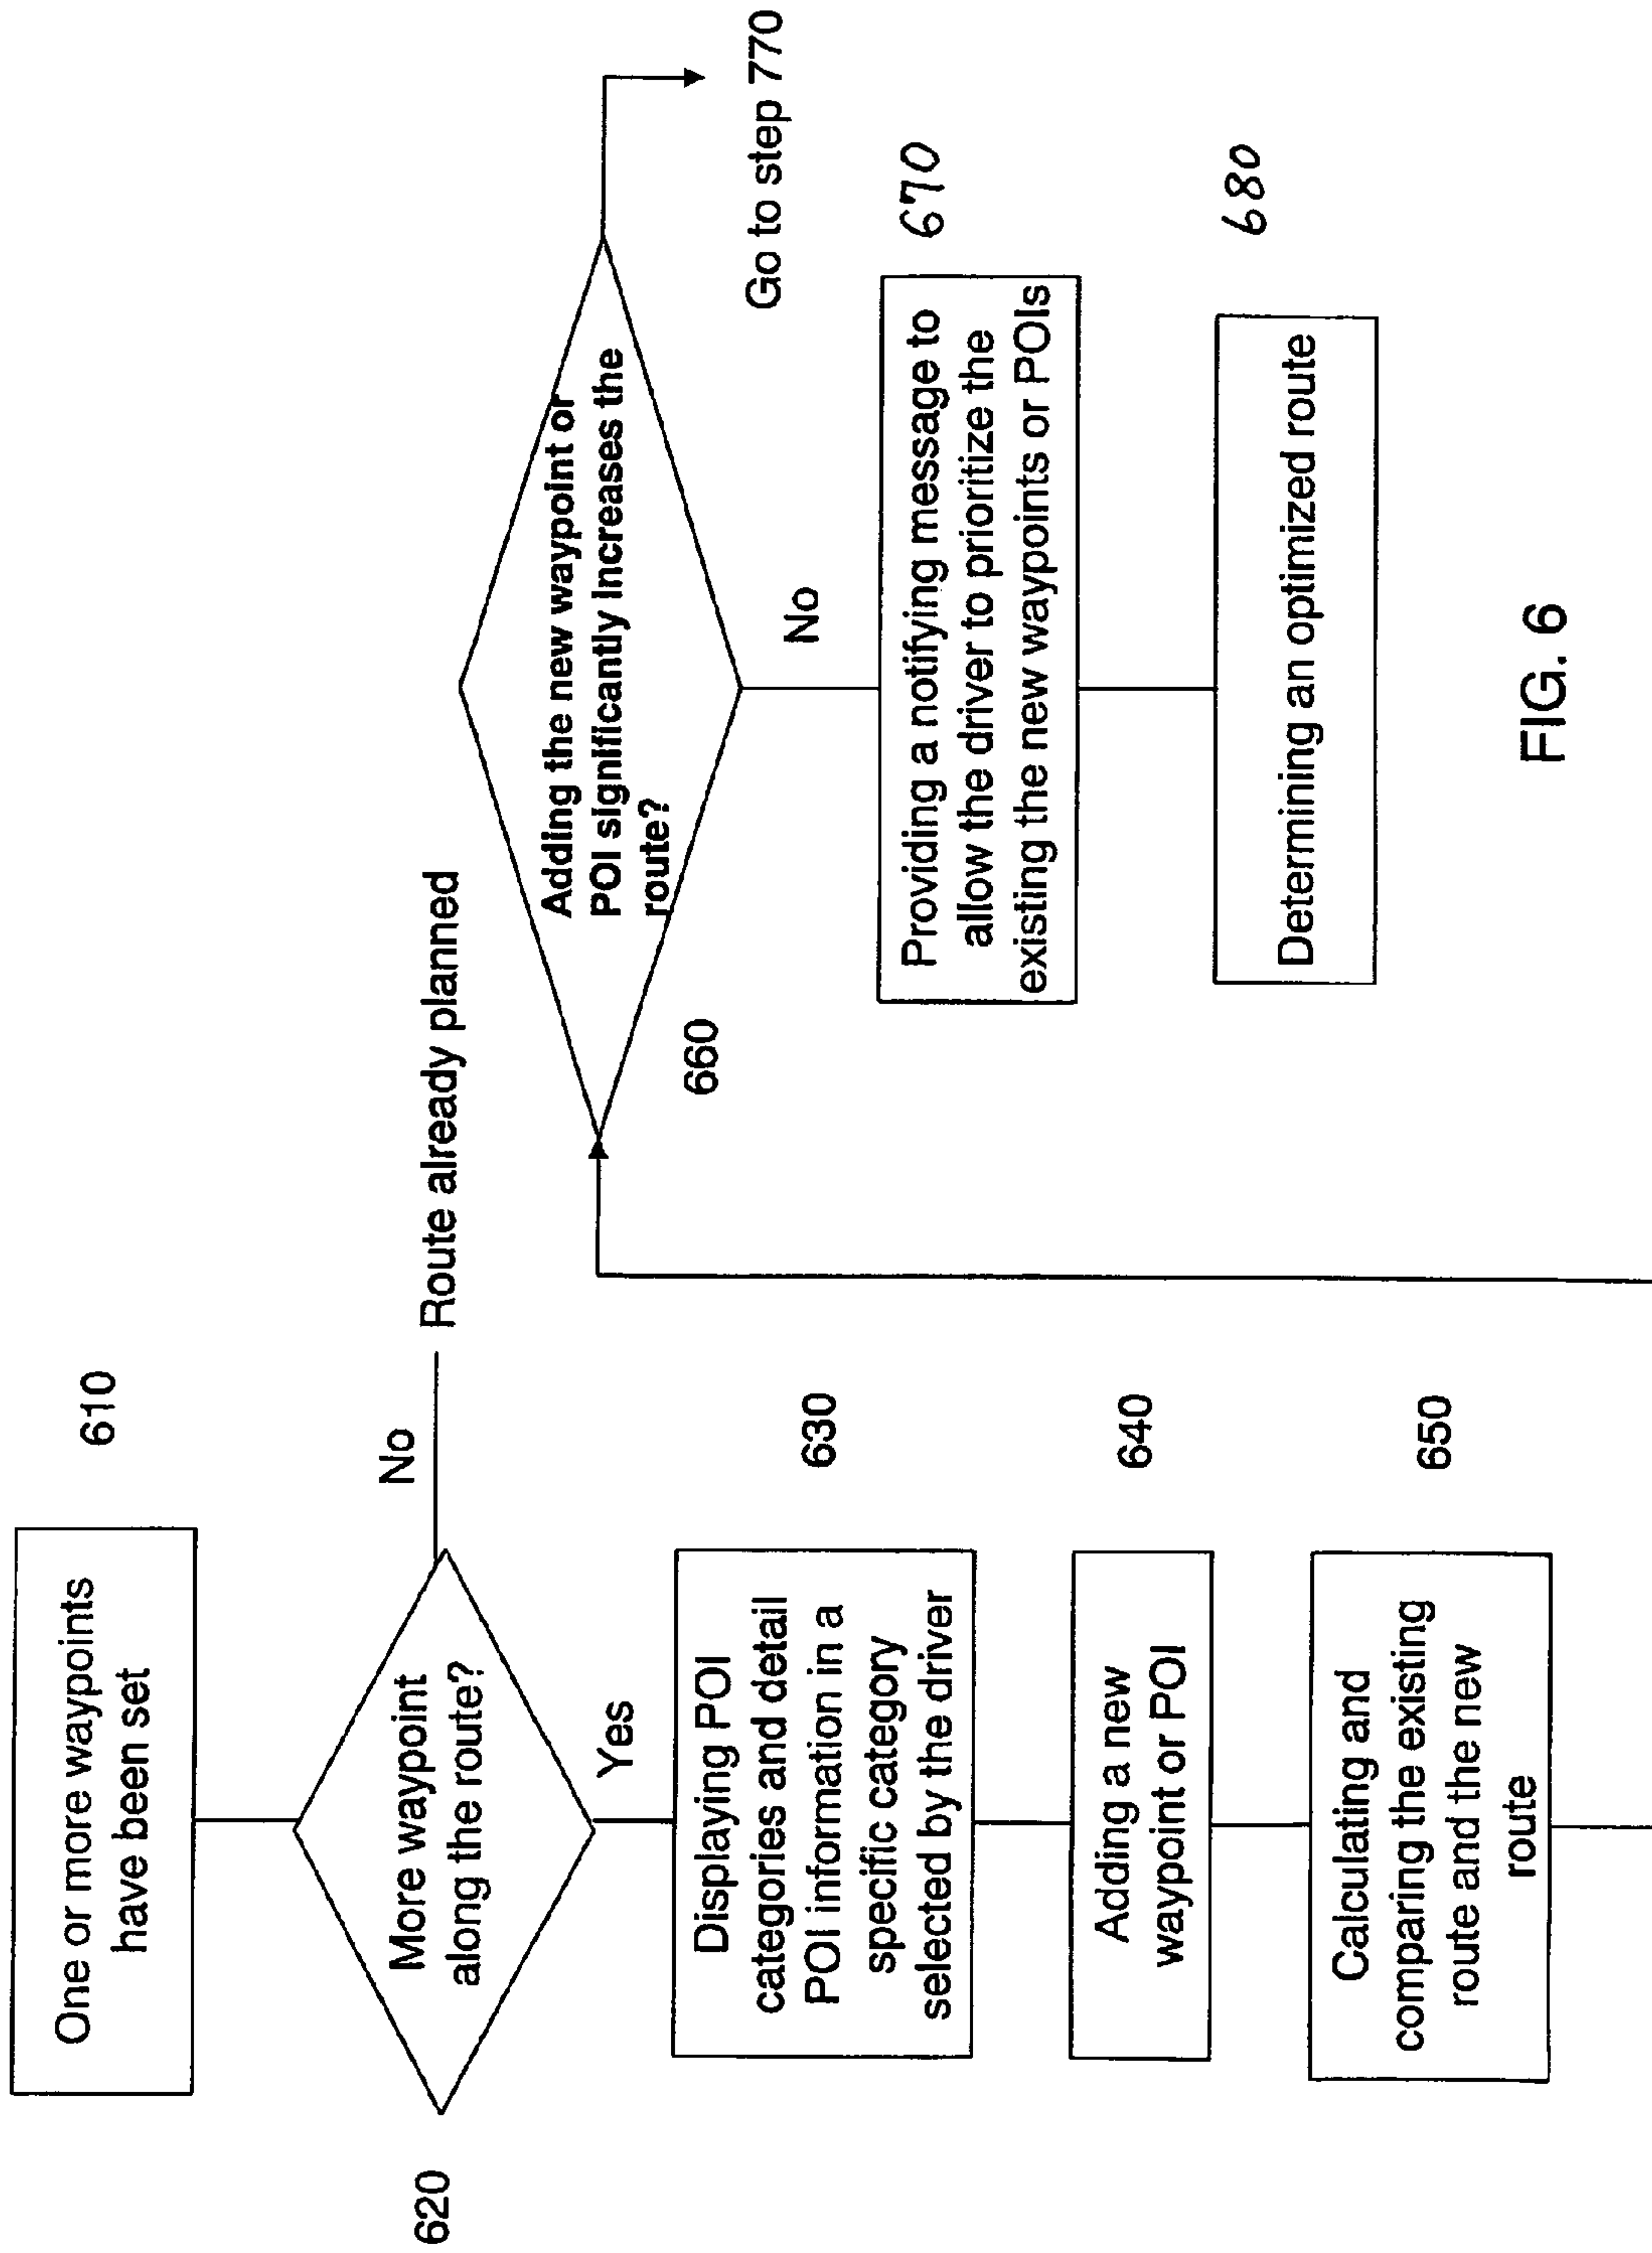 One or more waypoints
have been set
610
More waypoint
along the route?
620
No
Route already planned
Yes
Displaying POI
categories and detail
POI information in a
specific category
selected by the driver
630
Adding a new
waypoint or POI
640
Calculating and
comparing the existing
route and the new
route
650
Adding the new waypoint or
POI significantly increases the
route?
660
Go to step 770
No
Providing a notifying message to
allow the driver to prioritize the
existing the new waypoints or POIs
670
Determining an optimized route
680
FIG. 6